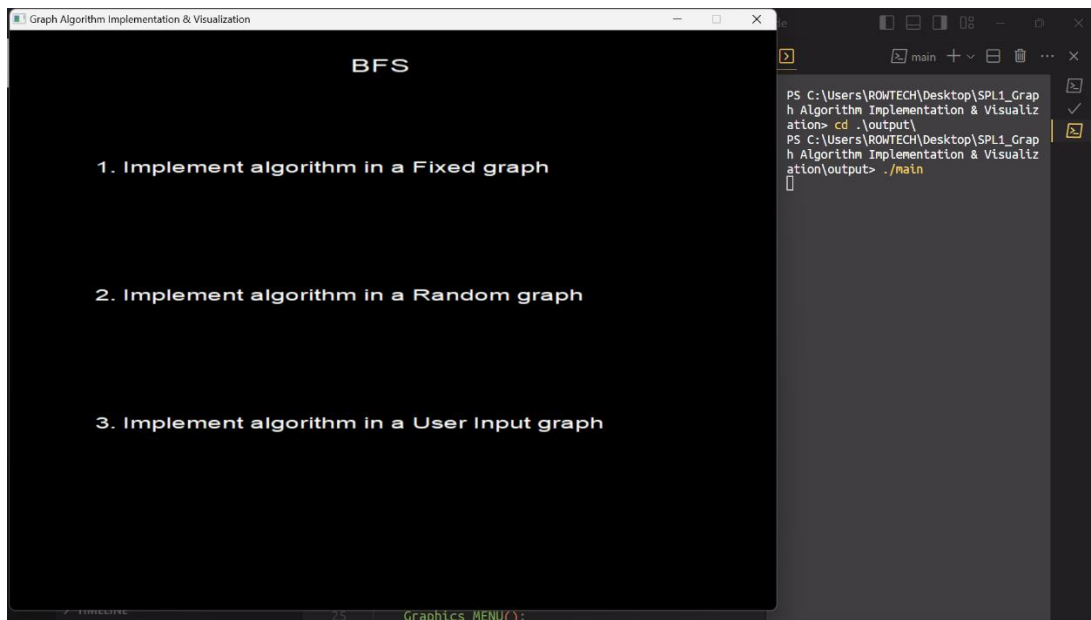 Graph Algorithm Implementation & Visualization
BFS
1. Implement algorithm in a Fixed graph
2. Implement algorithm in a Random graph
3. Implement algorithm in a User Input graph
main
PS C:\Users\ROWTECH\Desktop\SPL1_Grap
h Algorithm Implementation & Visualiz
ation> cd .\output\
PS C:\Users\ROWTECH\Desktop\SPL1_Grap
h Algorithm Implementation & Visualiz
ation\output> ./main
TIMELINE
25 Graphics_MENU();